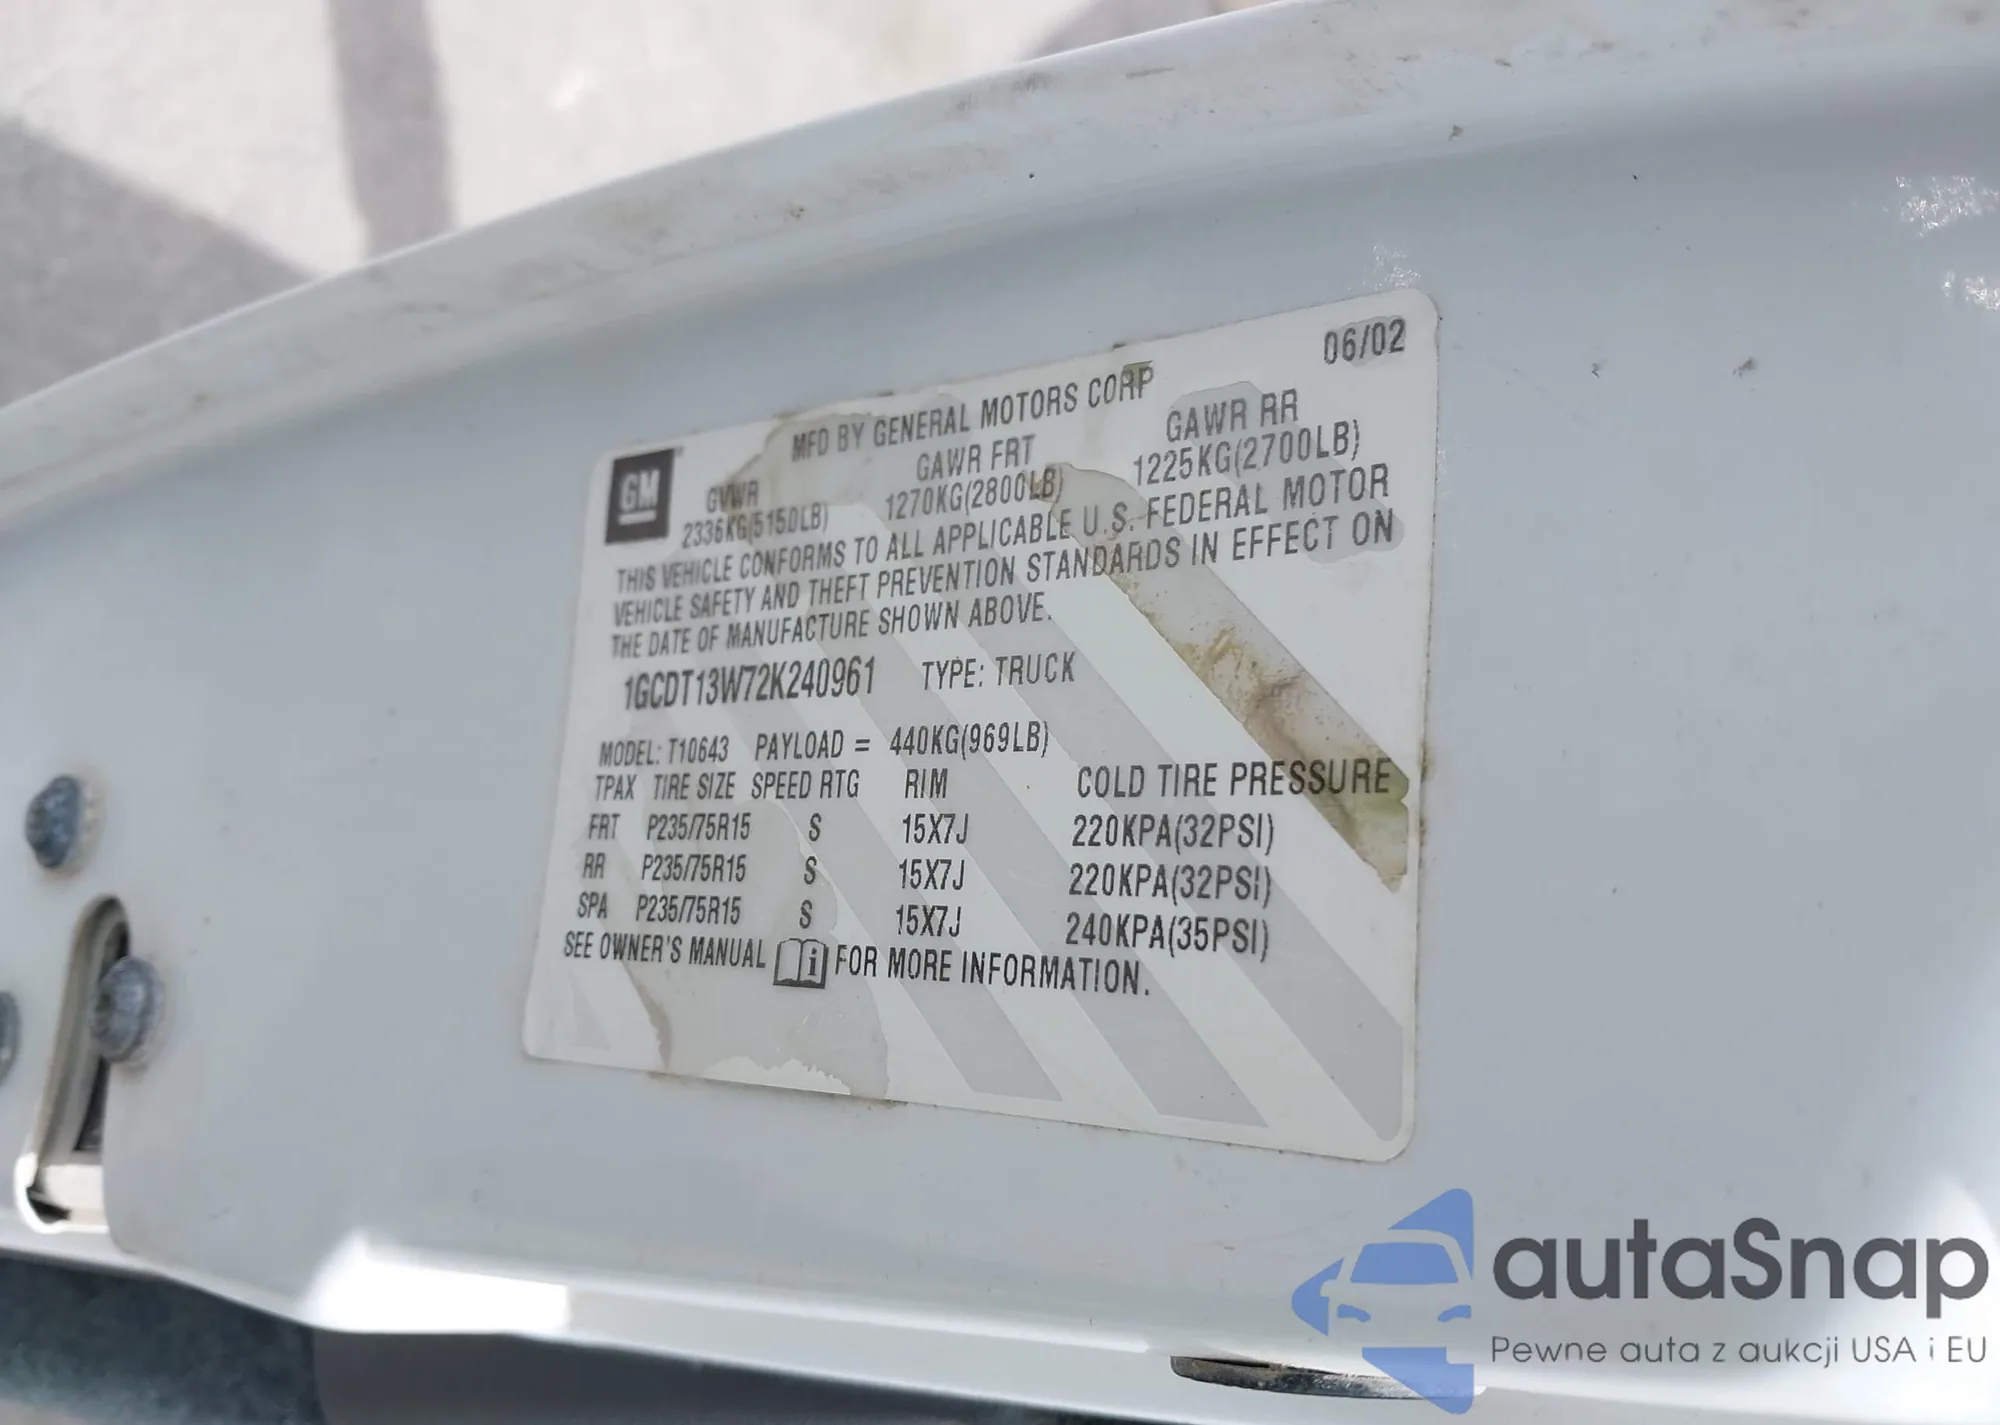 06/02
MFD BY GENERAL MOTORS CORP
GM
GVWR GAWR FRT GAWR RR
2336KG(5150LB) 1270KG(2800LB) 1225KG(2700LB)
THIS VEHICLE CONFORMS TO ALL APPLICABLE U.S. FEDERAL MOTOR
VEHICLE SAFETY AND THEFT PREVENTION STANDARDS IN EFFECT ON
THE DATE OF MANUFACTURE SHOWN ABOVE.
1GCDT13W72K240961 TYPE: TRUCK
MODEL: T10643 PAYLOAD = 440KG(969LB)
TPAX TIRE SIZE SPEED RTG RIM COLD TIRE PRESSURE
FRT P235/75R15 S 15X7J 220KPA(32PSI)
RR P235/75R15 S 15X7J 220KPA(32PSI)
SPA P235/75R15 S 15X7J 240KPA(35PSI)
SEE OWNER'S MANUAL i FOR MORE INFORMATION.
autaSnap
Pewne auta z aukcji USA i EU